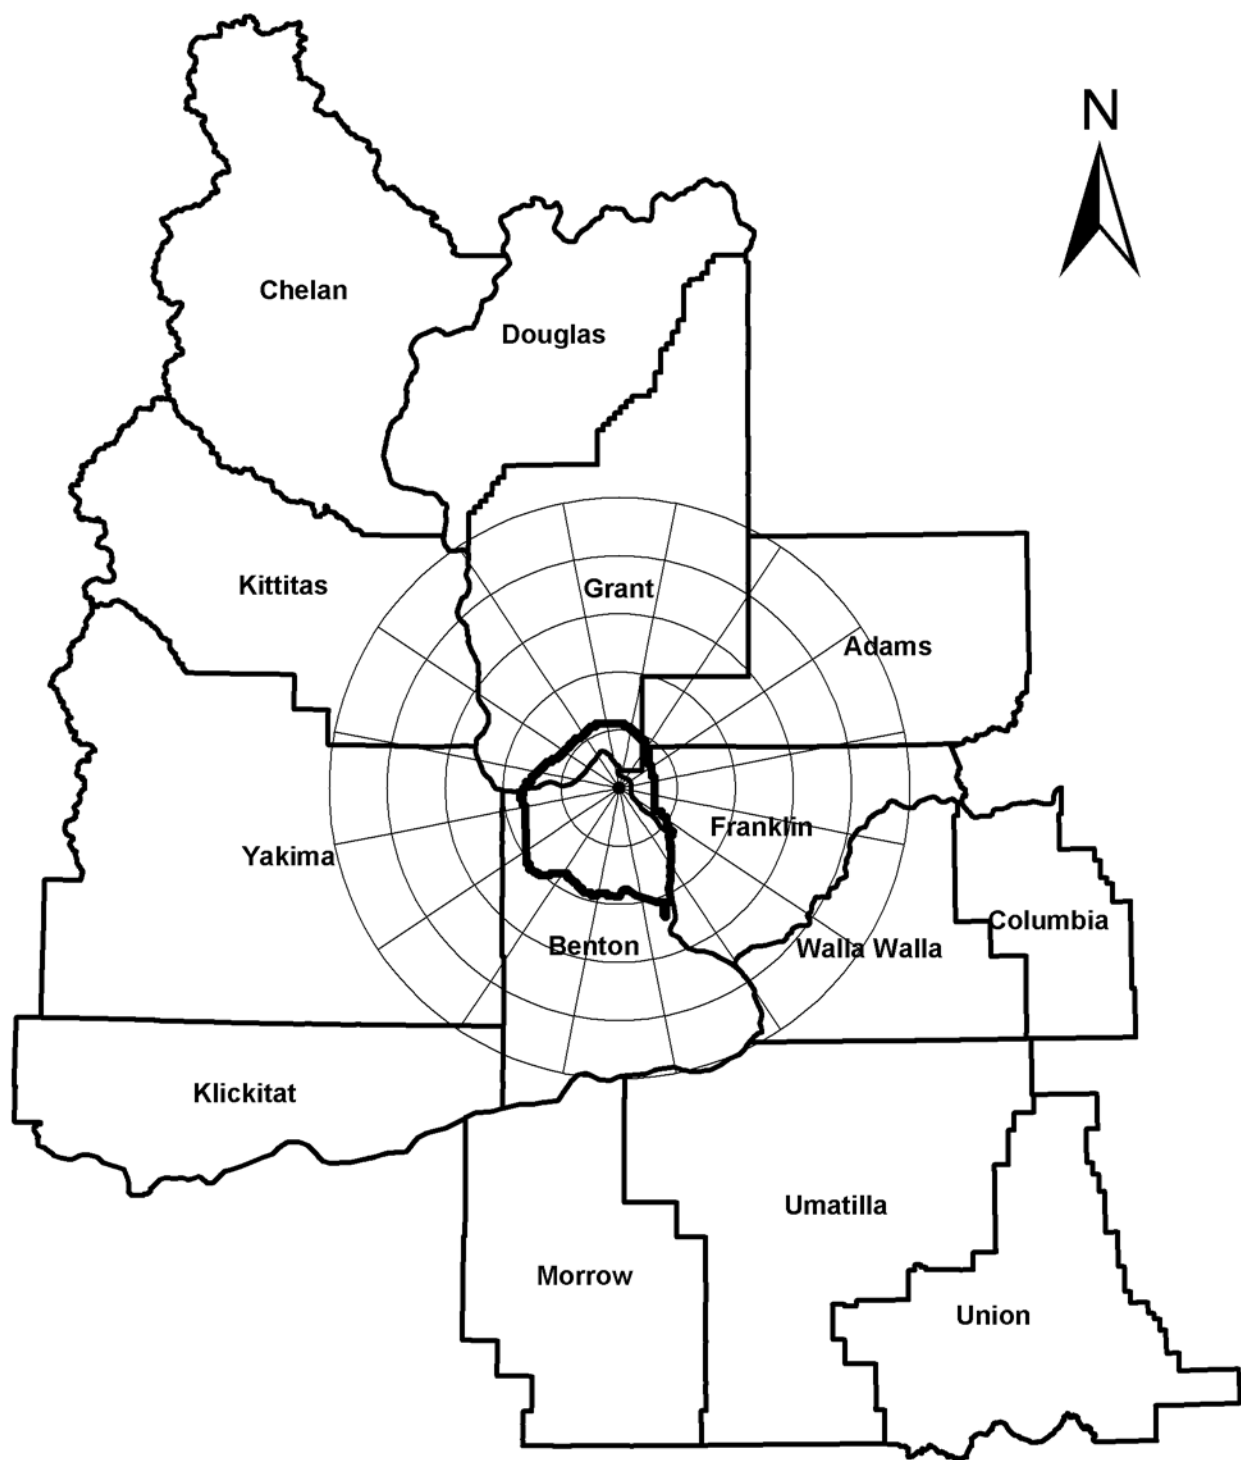 N
Chelan
Douglas
Kittitas
Grant
Adams
Yakima
Franklin
Benton
Walla Walla
Columbia
Klickitat
Umatilla
Morrow
Union